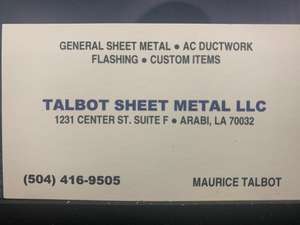 GENERAL SHEET METAL ● AC DUCTWORK
FLASHING ● CUSTOM ITEMS
TALBOT SHEET METAL LLC
1231 CENTER ST. SUITE F ● ARABI, LA 70032
(504) 416-9505 MAURICE TALBOT